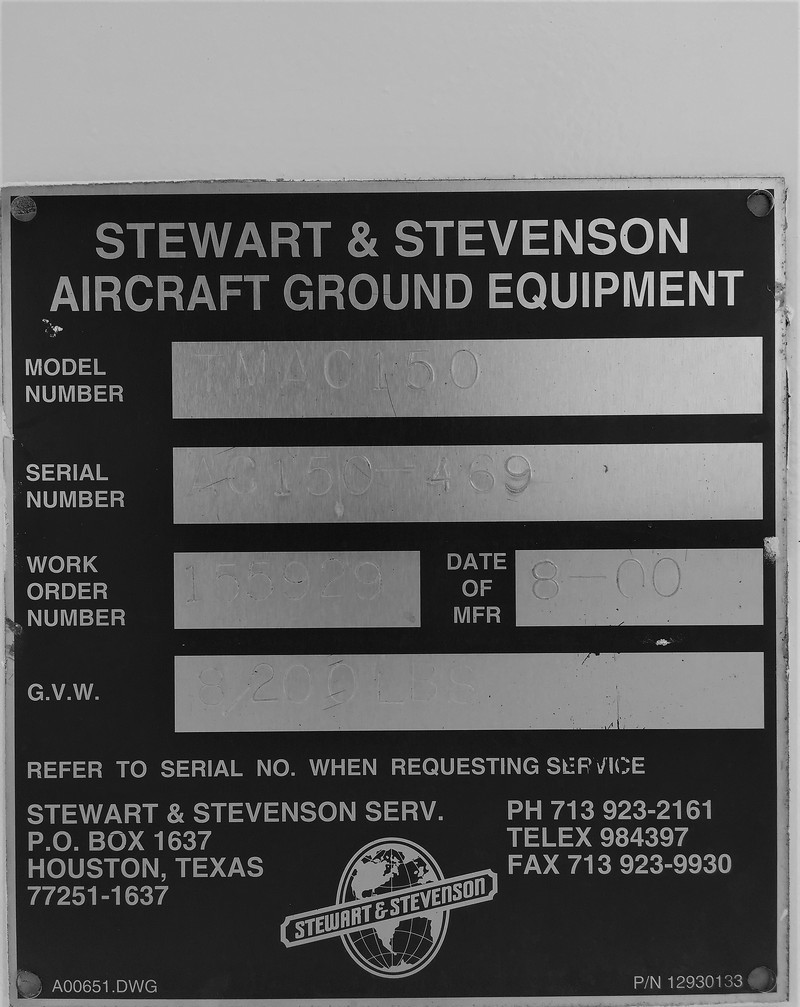 STEWART & STEVENSON
AIRCRAFT GROUND EQUIPMENT
MODEL
NUMBER
TMAC150
SERIAL
NUMBER
AC150-469
WORK
ORDER
NUMBER
155929
DATE
OF
MFR
8-00
G.V.W.
8,200 LBS
REFER TO SERIAL NO. WHEN REQUESTING SERVICE
STEWART & STEVENSON SERV.
P.O. BOX 1637
HOUSTON, TEXAS
77251-1637
PH 713 923-2161
TELEX 984397
FAX 713 923-9930
STEWART & STEVENSON
A00651.DWG
P/N 12930133